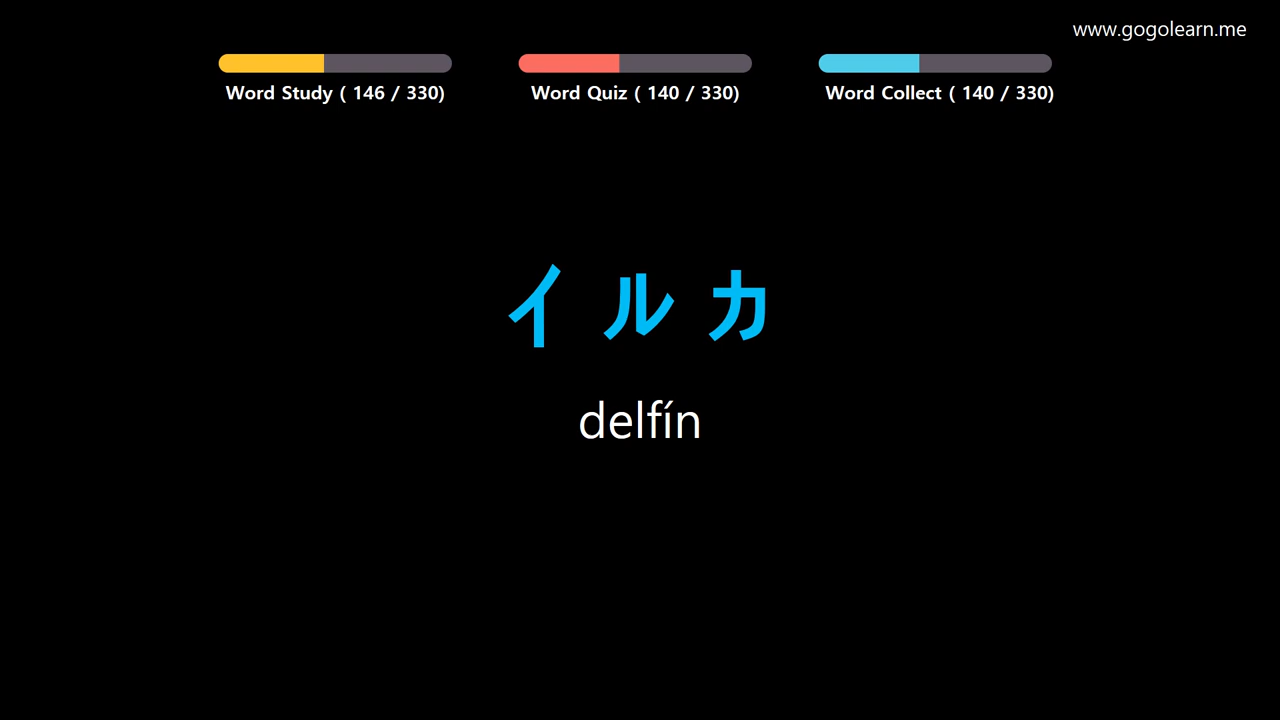 www.gogolearn.me
Word Study ( 146 / 330)
Word Quiz ( 140 / 330)
Word Collect ( 140 / 330)
イルカ
delfín